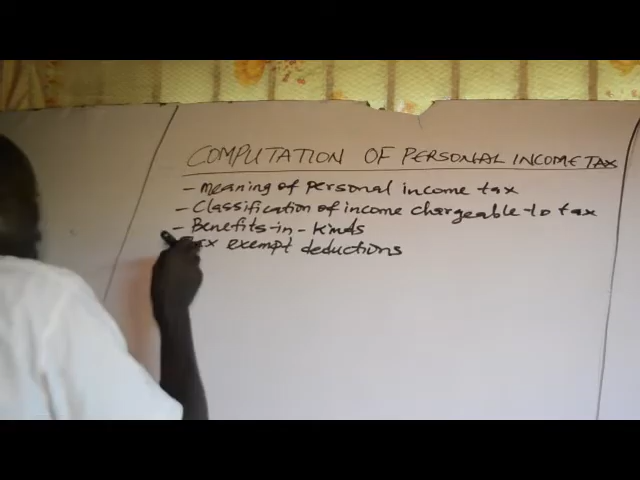 COMPUTATION OF PERSONAL INCOME TAX
- Meaning of personal income tax
- Classification of income chargeable to tax
- Benefits-in-kinds
exempt deductions